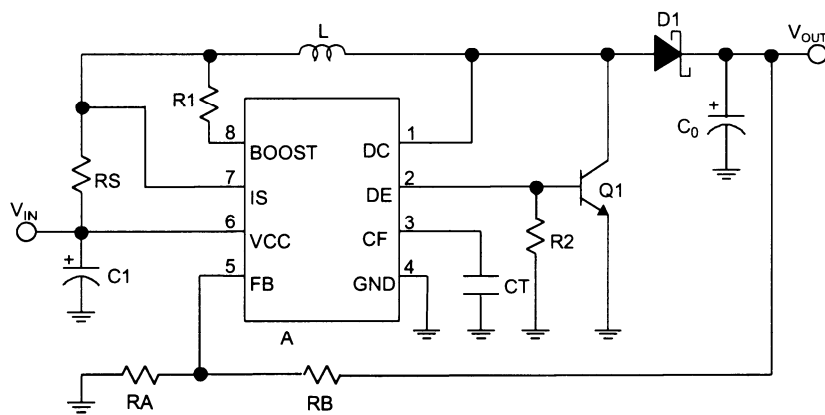 D1
L
V OUT
R1
8
1
BOOST
DC
+
C0
RS
7
2
IS
DE
Q1
VIN
6
3
VCC
CF
R2
+
C1
5
4
FB
GND
CT
A
RA
RB